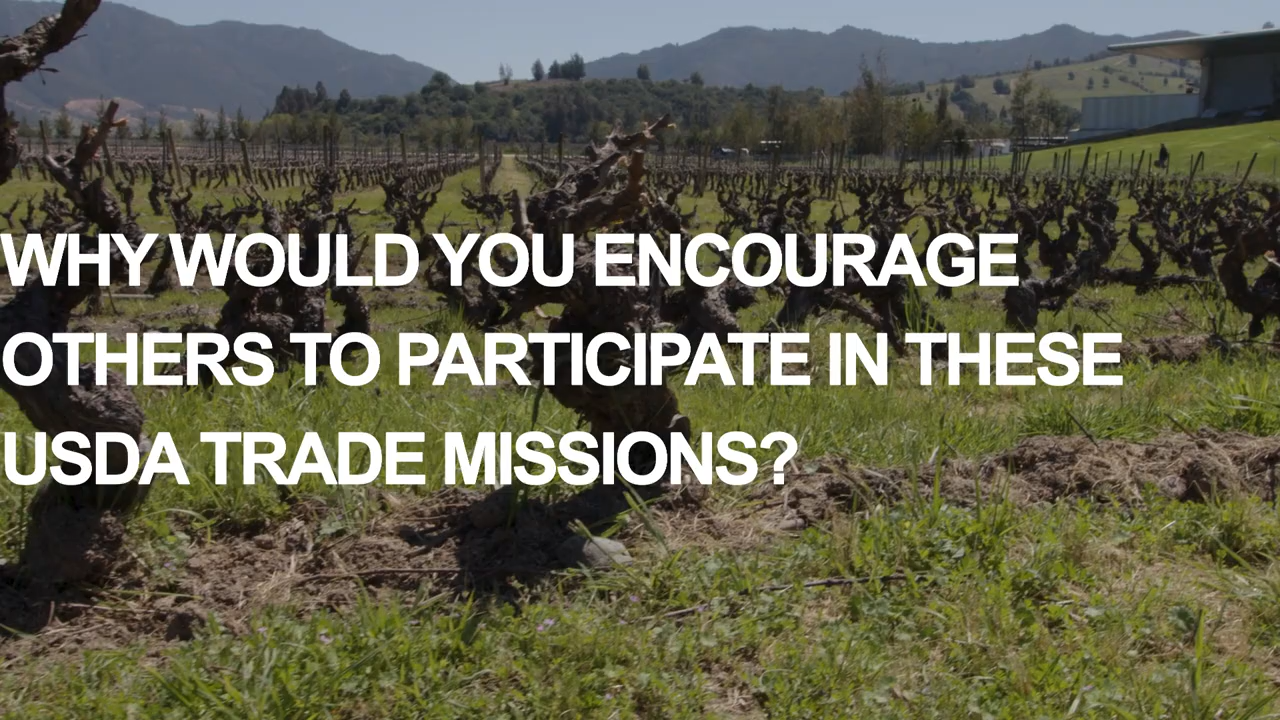 WHY WOULD YOU ENCOURAGE
OTHERS TO PARTICIPATE IN THESE
USDA TRADE MISSIONS?